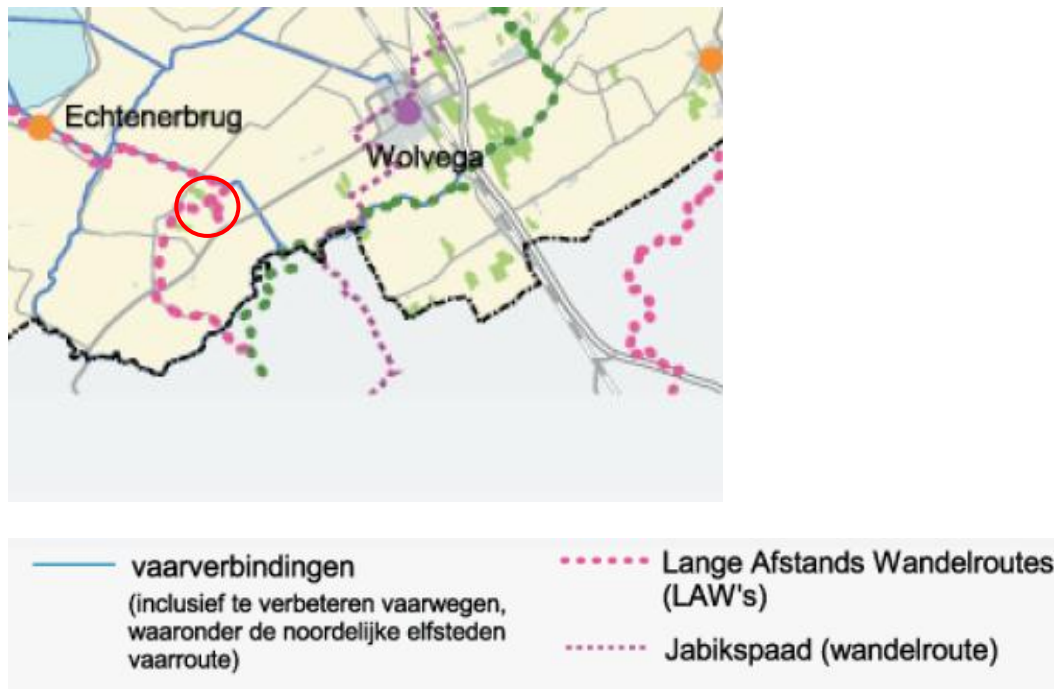 Echtenerbrug
Wolvega
vaarverbindingen
(inclusief te verbeteren vaarwegen,
waaronder de noordelijke elfsteden
vaarroute)
Lange Afstands Wandelroutes
(LAW's)
Jabikspaad (wandelroute)